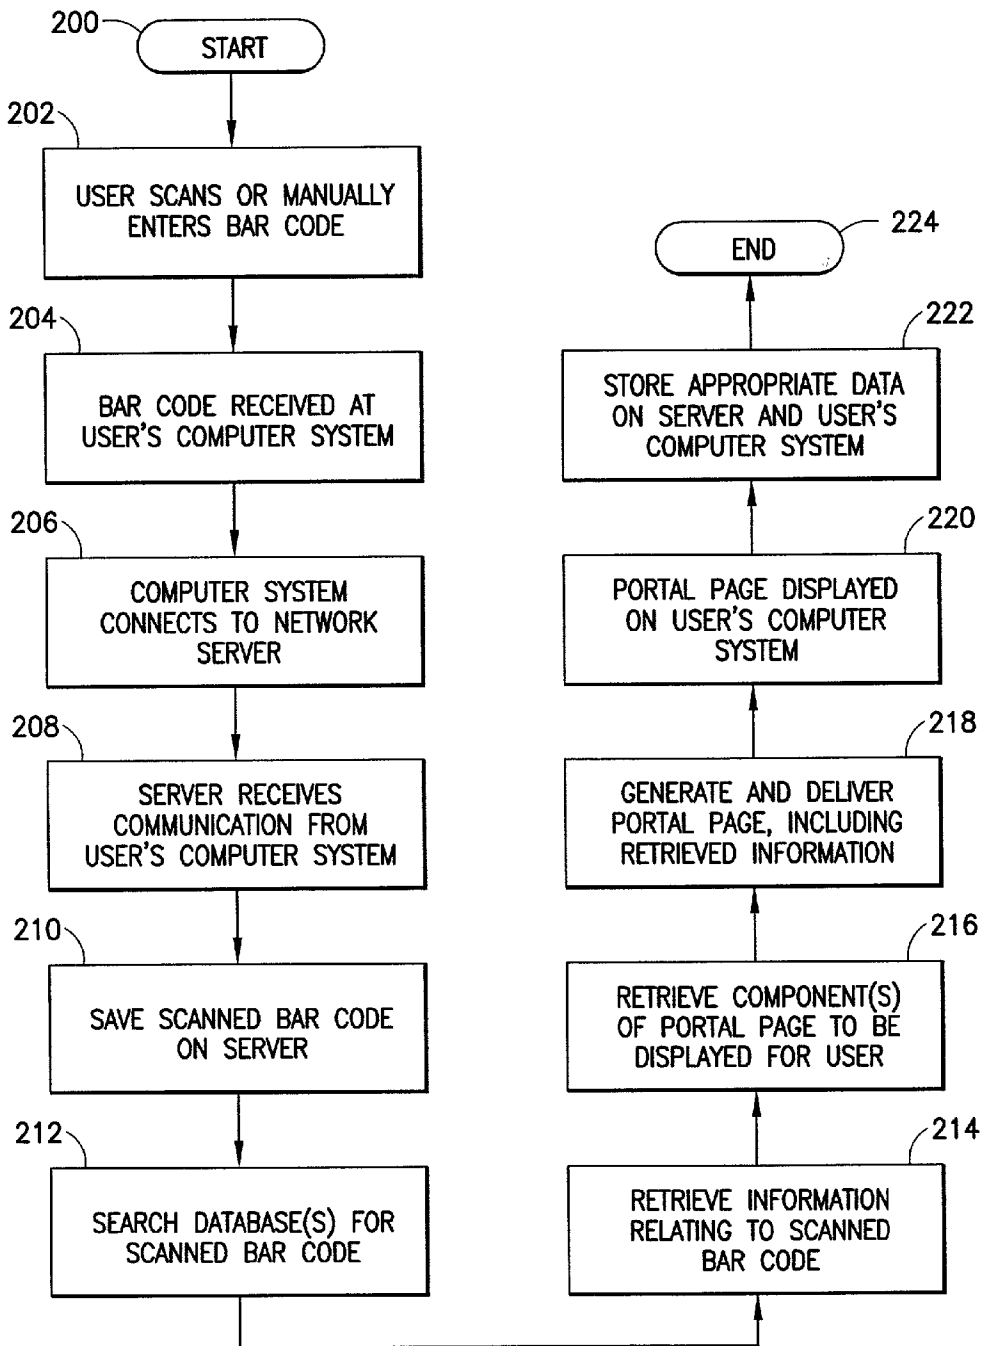 200
START
202
USER SCANS OR MANUALLY
ENTERS BAR CODE
204
BAR CODE RECEIVED AT
USER'S COMPUTER SYSTEM
206
COMPUTER SYSTEM
CONNECTS TO NETWORK
SERVER
208
SERVER RECEIVES
COMMUNICATION FROM
USER'S COMPUTER SYSTEM
210
SAVE SCANNED BAR CODE
ON SERVER
212
SEARCH DATABASE(S) FOR
SCANNED BAR CODE
214
RETRIEVE INFORMATION
RELATING TO SCANNED
BAR CODE
216
RETRIEVE COMPONENT(S)
OF PORTAL PAGE TO BE
DISPLAYED FOR USER
218
GENERATE AND DELIVER
PORTAL PAGE, INCLUDING
RETRIEVED INFORMATION
220
PORTAL PAGE DISPLAYED
ON USER'S COMPUTER
SYSTEM
222
STORE APPROPRIATE DATA
ON SERVER AND USER'S
COMPUTER SYSTEM
224
END